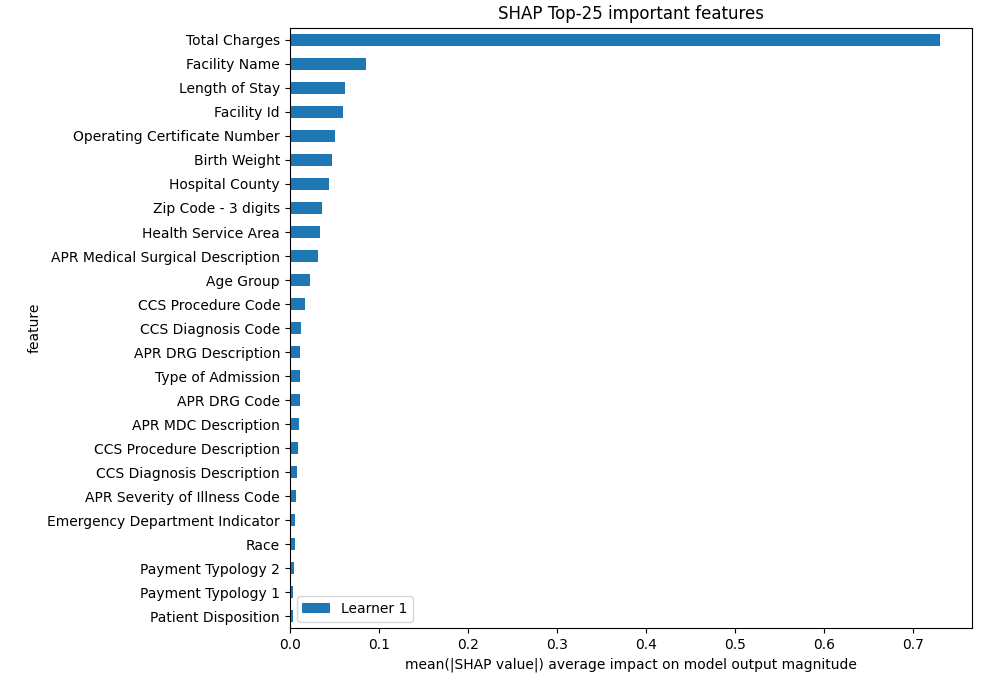 SHAP Top-25 important features
Total Charges
Facility Name
Length of Stay
Facility Id
Operating Certificate Number
Birth Weight
Hospital County
Zip Code - 3 digits
Health Service Area
APR Medical Surgical Description
Age Group
CCS Procedure Code
CCS Diagnosis Code
APR DRG Description
Type of Admission
APR DRG Code
APR MDC Description
CCS Procedure Description
CCS Diagnosis Description
APR Severity of Illness Code
Emergency Department Indicator
Race
Payment Typology 2
Payment Typology 1
Patient Disposition
feature
Learner 1
0.0 0.1 0.2 0.3 0.4 0.5 0.6 0.7
mean(|SHAP value|) average impact on model output magnitude